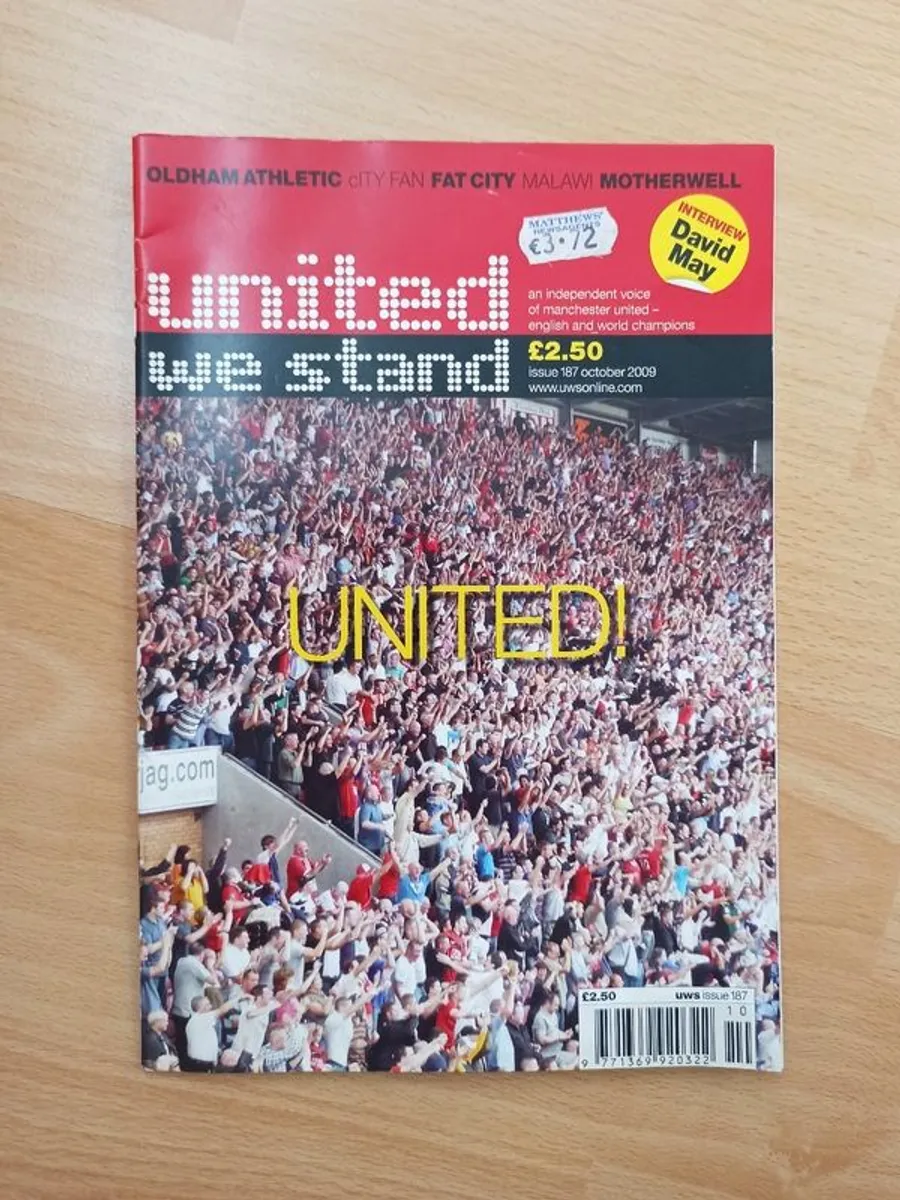 OLDHAM ATHLETIC cITY FAN FAT CITY MALAWI MOTHERWELL
MATTHEWS'
NEWSAGENTS
€3.12
INTERVIEW
David
May
united
an independent voice
of manchester united –
english and world champions
we stand
£2.50
issue 187 october 2009
www.uwsonline.com
UNITED!
jag.com
£2.50 uws issue 187
10
9 771369 920322